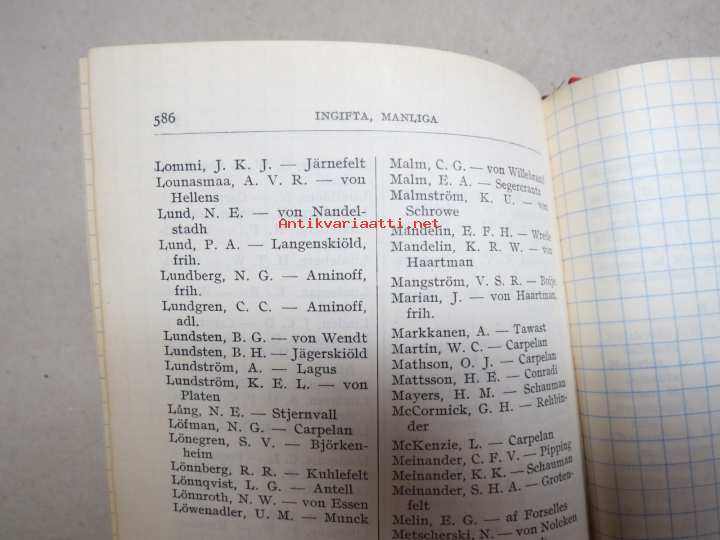 586
INGIFTA, MANLIGA
Lommi, J. K. J. — Järnefelt
Lounasmaa, A. V. R. — von
Hellens
Lund, N. E. — von Nandel-
stadh
Lund, P. A. — Langenskiöld,
frih.
Lundberg, N. G. — Aminoff,
frih.
Lundgren, C. C. — Aminoff,
adl.
Lundsten, B. G. — von Wendt
Lundsten, B. H. — Jägerskiöld
Lundström, A. — Lagus
Lundström, K. E. L. — von
Platen
Lång, N. E. — Stjernvall
Löfman, N. G. — Carpelan
Lönegren, S. V. — Björken-
heim
Lönnberg, R. R. — Kuhlefelt
Lönnqvist, L. G. — Antell
Lönnroth, N. W. — von Essen
Löwenadler, U. M. — Munck
Malm, C. G. — von Willebrand
Malm, E. A. — Segercrantz
Malmström, K. U. — von
Schrowe
Mandelin, E. F. H. — Wrede
Mandelin, K. R. W. — von
Haartman
Mangström, V. S. R. — Boije
Marian, J. — von Haartman,
frih.
Markkanen, A. — Tawast
Martin, W. C. — Carpelan
Mathson, O. J. — Carpelan
Mattsson, H. E. — Conradi
Mayers, H. M. — Schauman
McCormick, G. H. — Rehbin-
der
McKenzie, L. — Carpelan
Meinander, C. F. V. — Pipping
Meinander, K. K. — Schauman
Meinander, S. H. A. — Groten-
felt
Melin, E. G. — af Forselles
Metscherski, N. — von Nolcken
Antikvariaatti.net